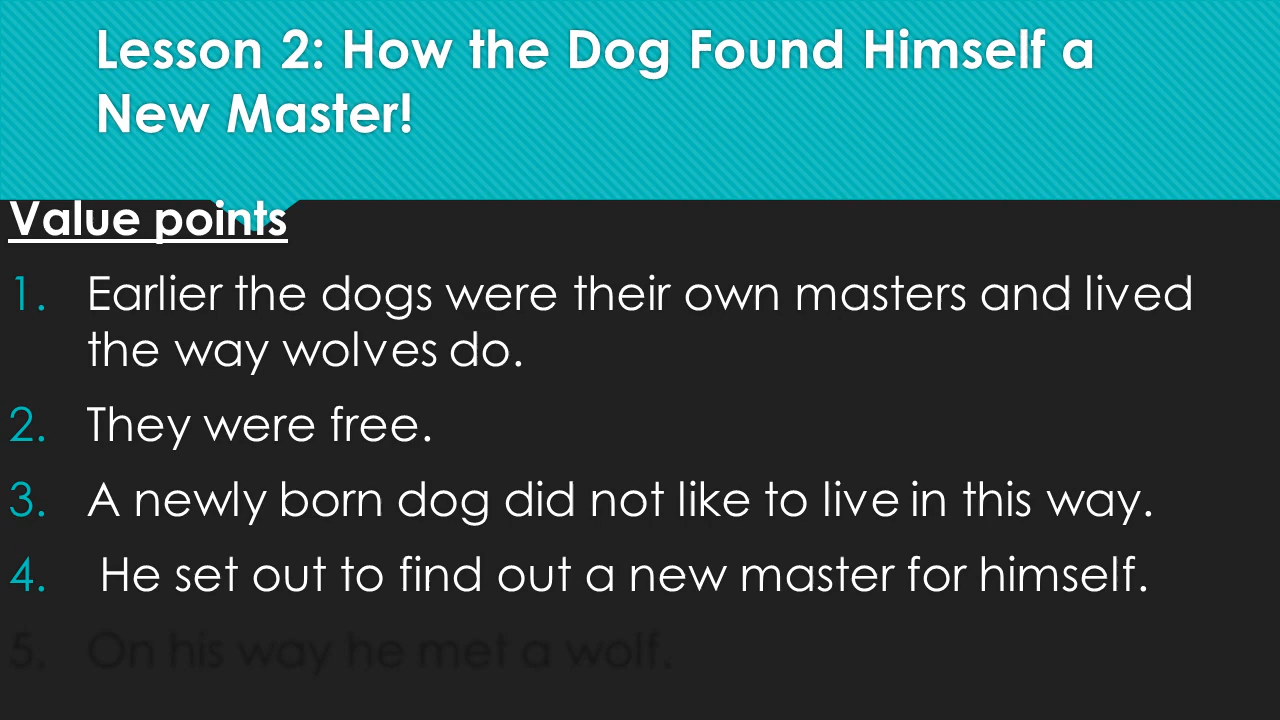 Lesson 2: How the Dog Found Himself a
New Master!
Value points
1. Earlier the dogs were their own masters and lived
the way wolves do.
2. They were free.
3. A newly born dog did not like to live in this way.
4. He set out to find out a new master for himself.
5. On his way he met a wolf.